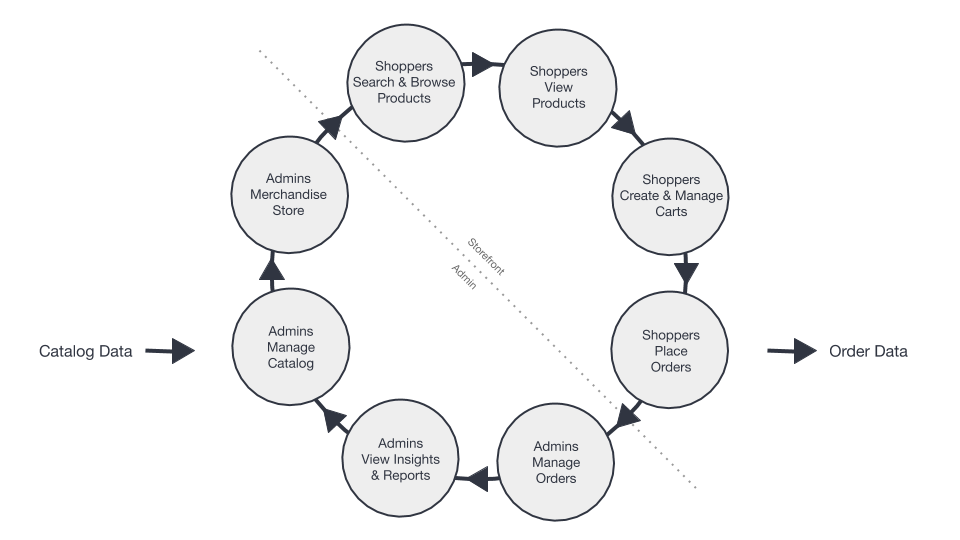 Shoppers
Search & Browse
Products
Shoppers
View
Products
Admins
Merchandise
Store
Shoppers
Create & Manage
Carts
Storefront
Admin
Catalog Data
Admins
Manage
Catalog
Shoppers
Place
Orders
Order Data
Admins
View Insights
& Reports
Admins
Manage
Orders